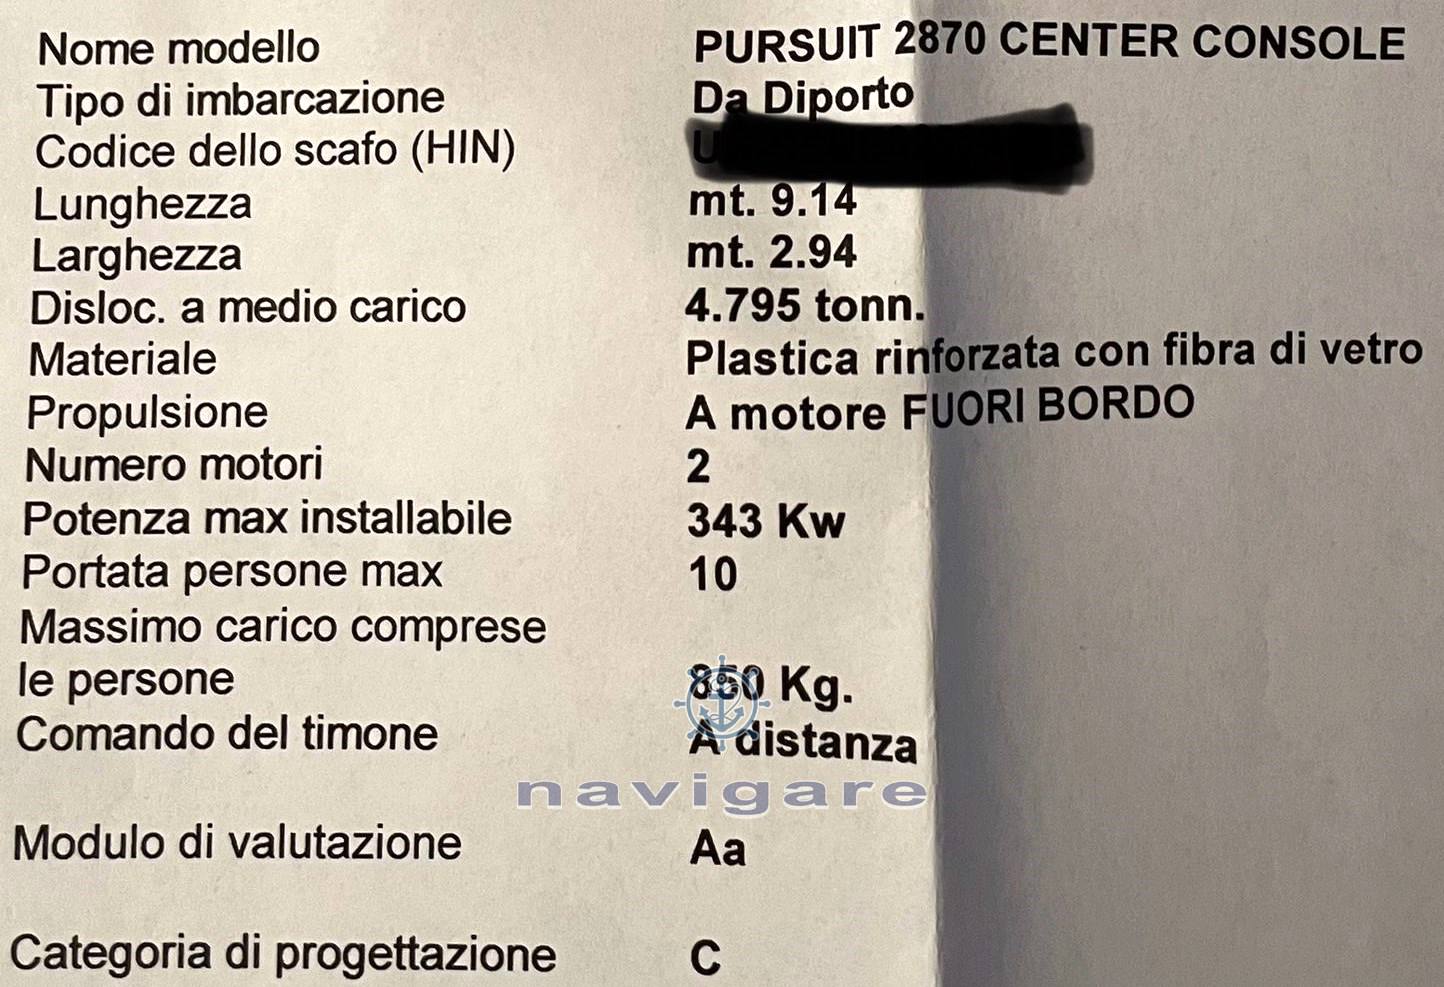 Nome modello PURSUIT 2870 CENTER CONSOLE
Tipo di imbarcazione Da Diporto
Codice dello scafo (HIN) U
Lunghezza mt. 9.14
Larghezza mt. 2.94
Disloc. a medio carico 4.795 tonn.
Materiale Plastica rinforzata con fibra di vetro
Propulsione A motore FUORI BORDO
Numero motori 2
Potenza max installabile 343 Kw
Portata persone max 10
Massimo carico comprese
le persone 850 Kg.
Comando del timone A distanza
navigare
Modulo di valutazione Aa
Categoria di progettazione C